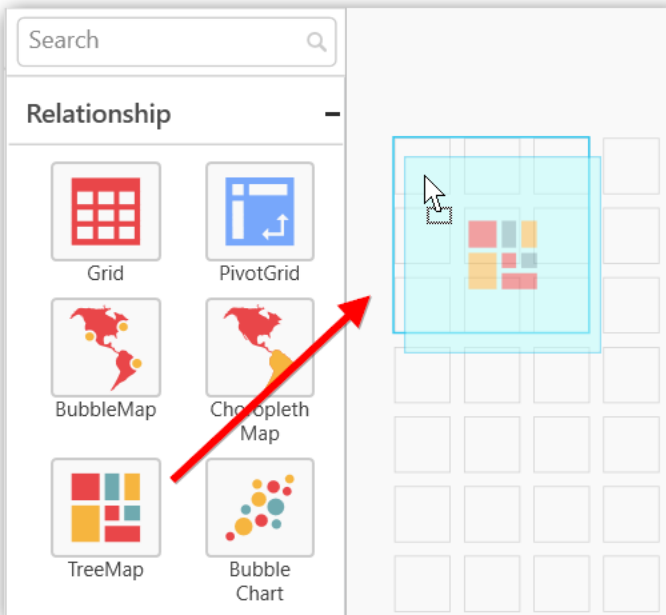 Search
Relationship
Grid
PivotGrid
BubbleMap
Choropleth
Map
TreeMap
Bubble
Chart